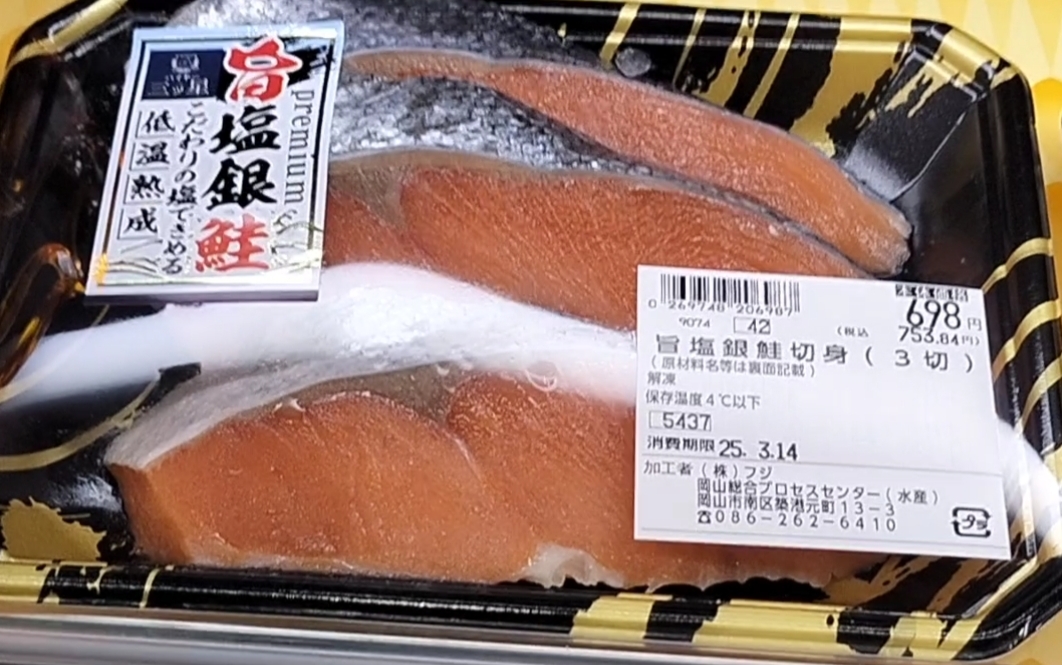 旨塩銀鮭
premium
こだわりの塩できめる
低温熟成
0 269748 206987
9074 42
本体価格
698円
(税込 753.84円)
旨塩銀鮭切身(3切)
(原材料名等は裏面記載)
解凍
保存温度4℃以下
5437
消費期限 25. 3.14
加工者(株)フジ
岡山総合プロセスセンター(水産)
岡山市南区築港元町13-3
☎086-262-6410
プラ